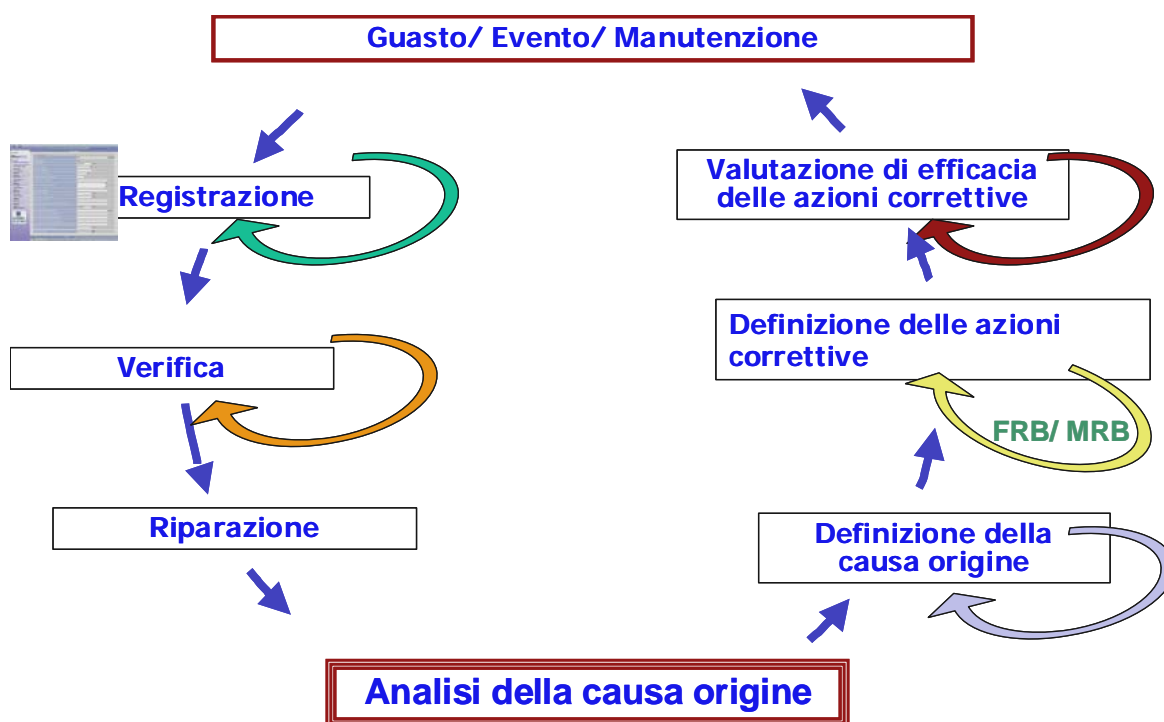 Guasto/ Evento/ Manutenzione
Registrazione
Verifica
Riparazione
Analisi della causa origine
Definizione della
causa origine
Definizione delle azioni
correttive
FRB/ MRB
Valutazione di efficacia
delle azioni correttive